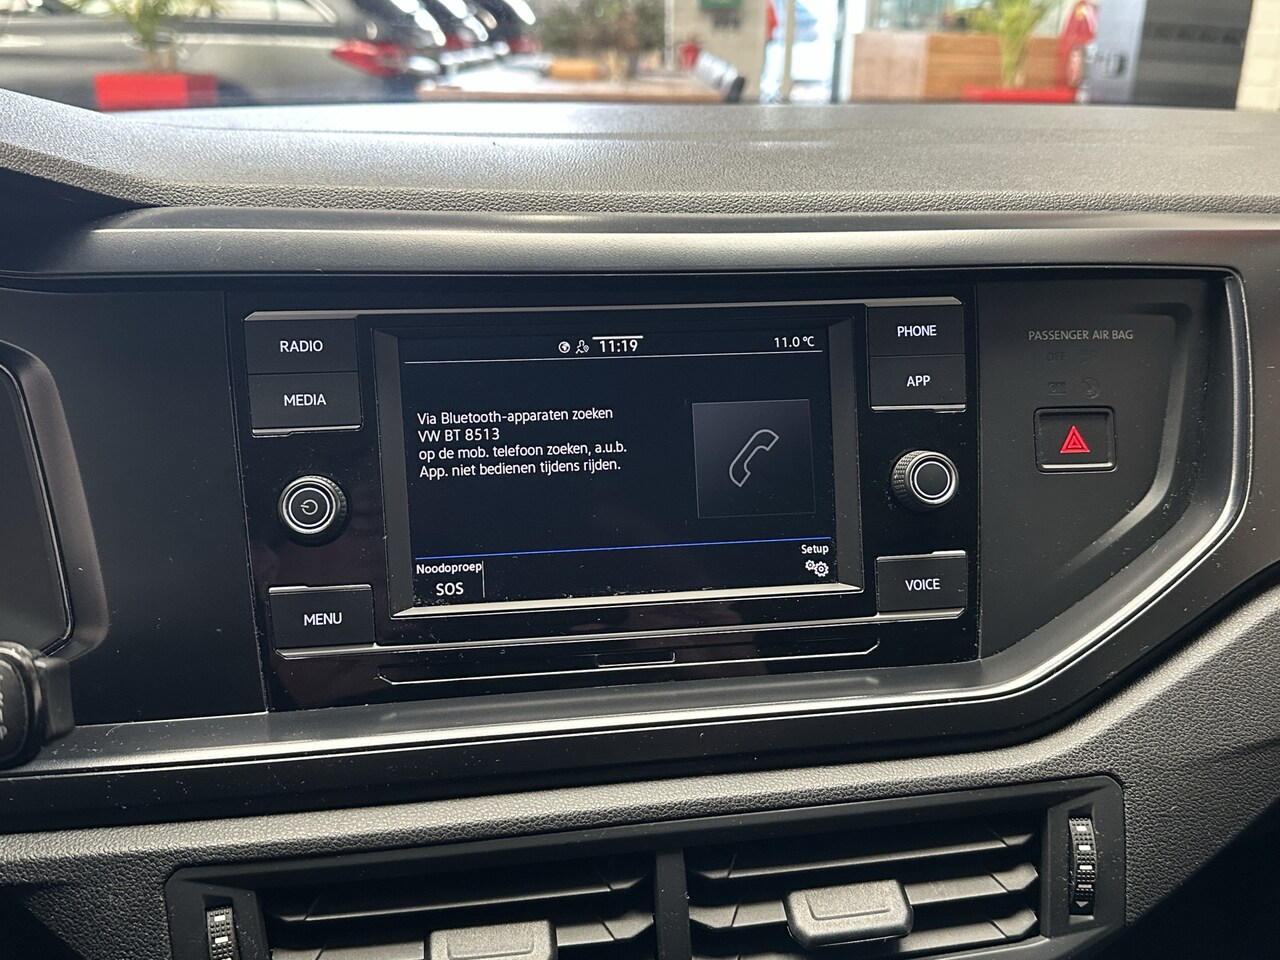 RADIO
MEDIA
MENU
11:19
11.0 °C
Via Bluetooth-apparaten zoeken
VW BT 8513
op de mob. telefoon zoeken, a.u.b.
App. niet bedienen tijdens rijden.
Noodoproep
SOS
Setup
PHONE
APP
VOICE
PASSENGER AIR BAG
OFF